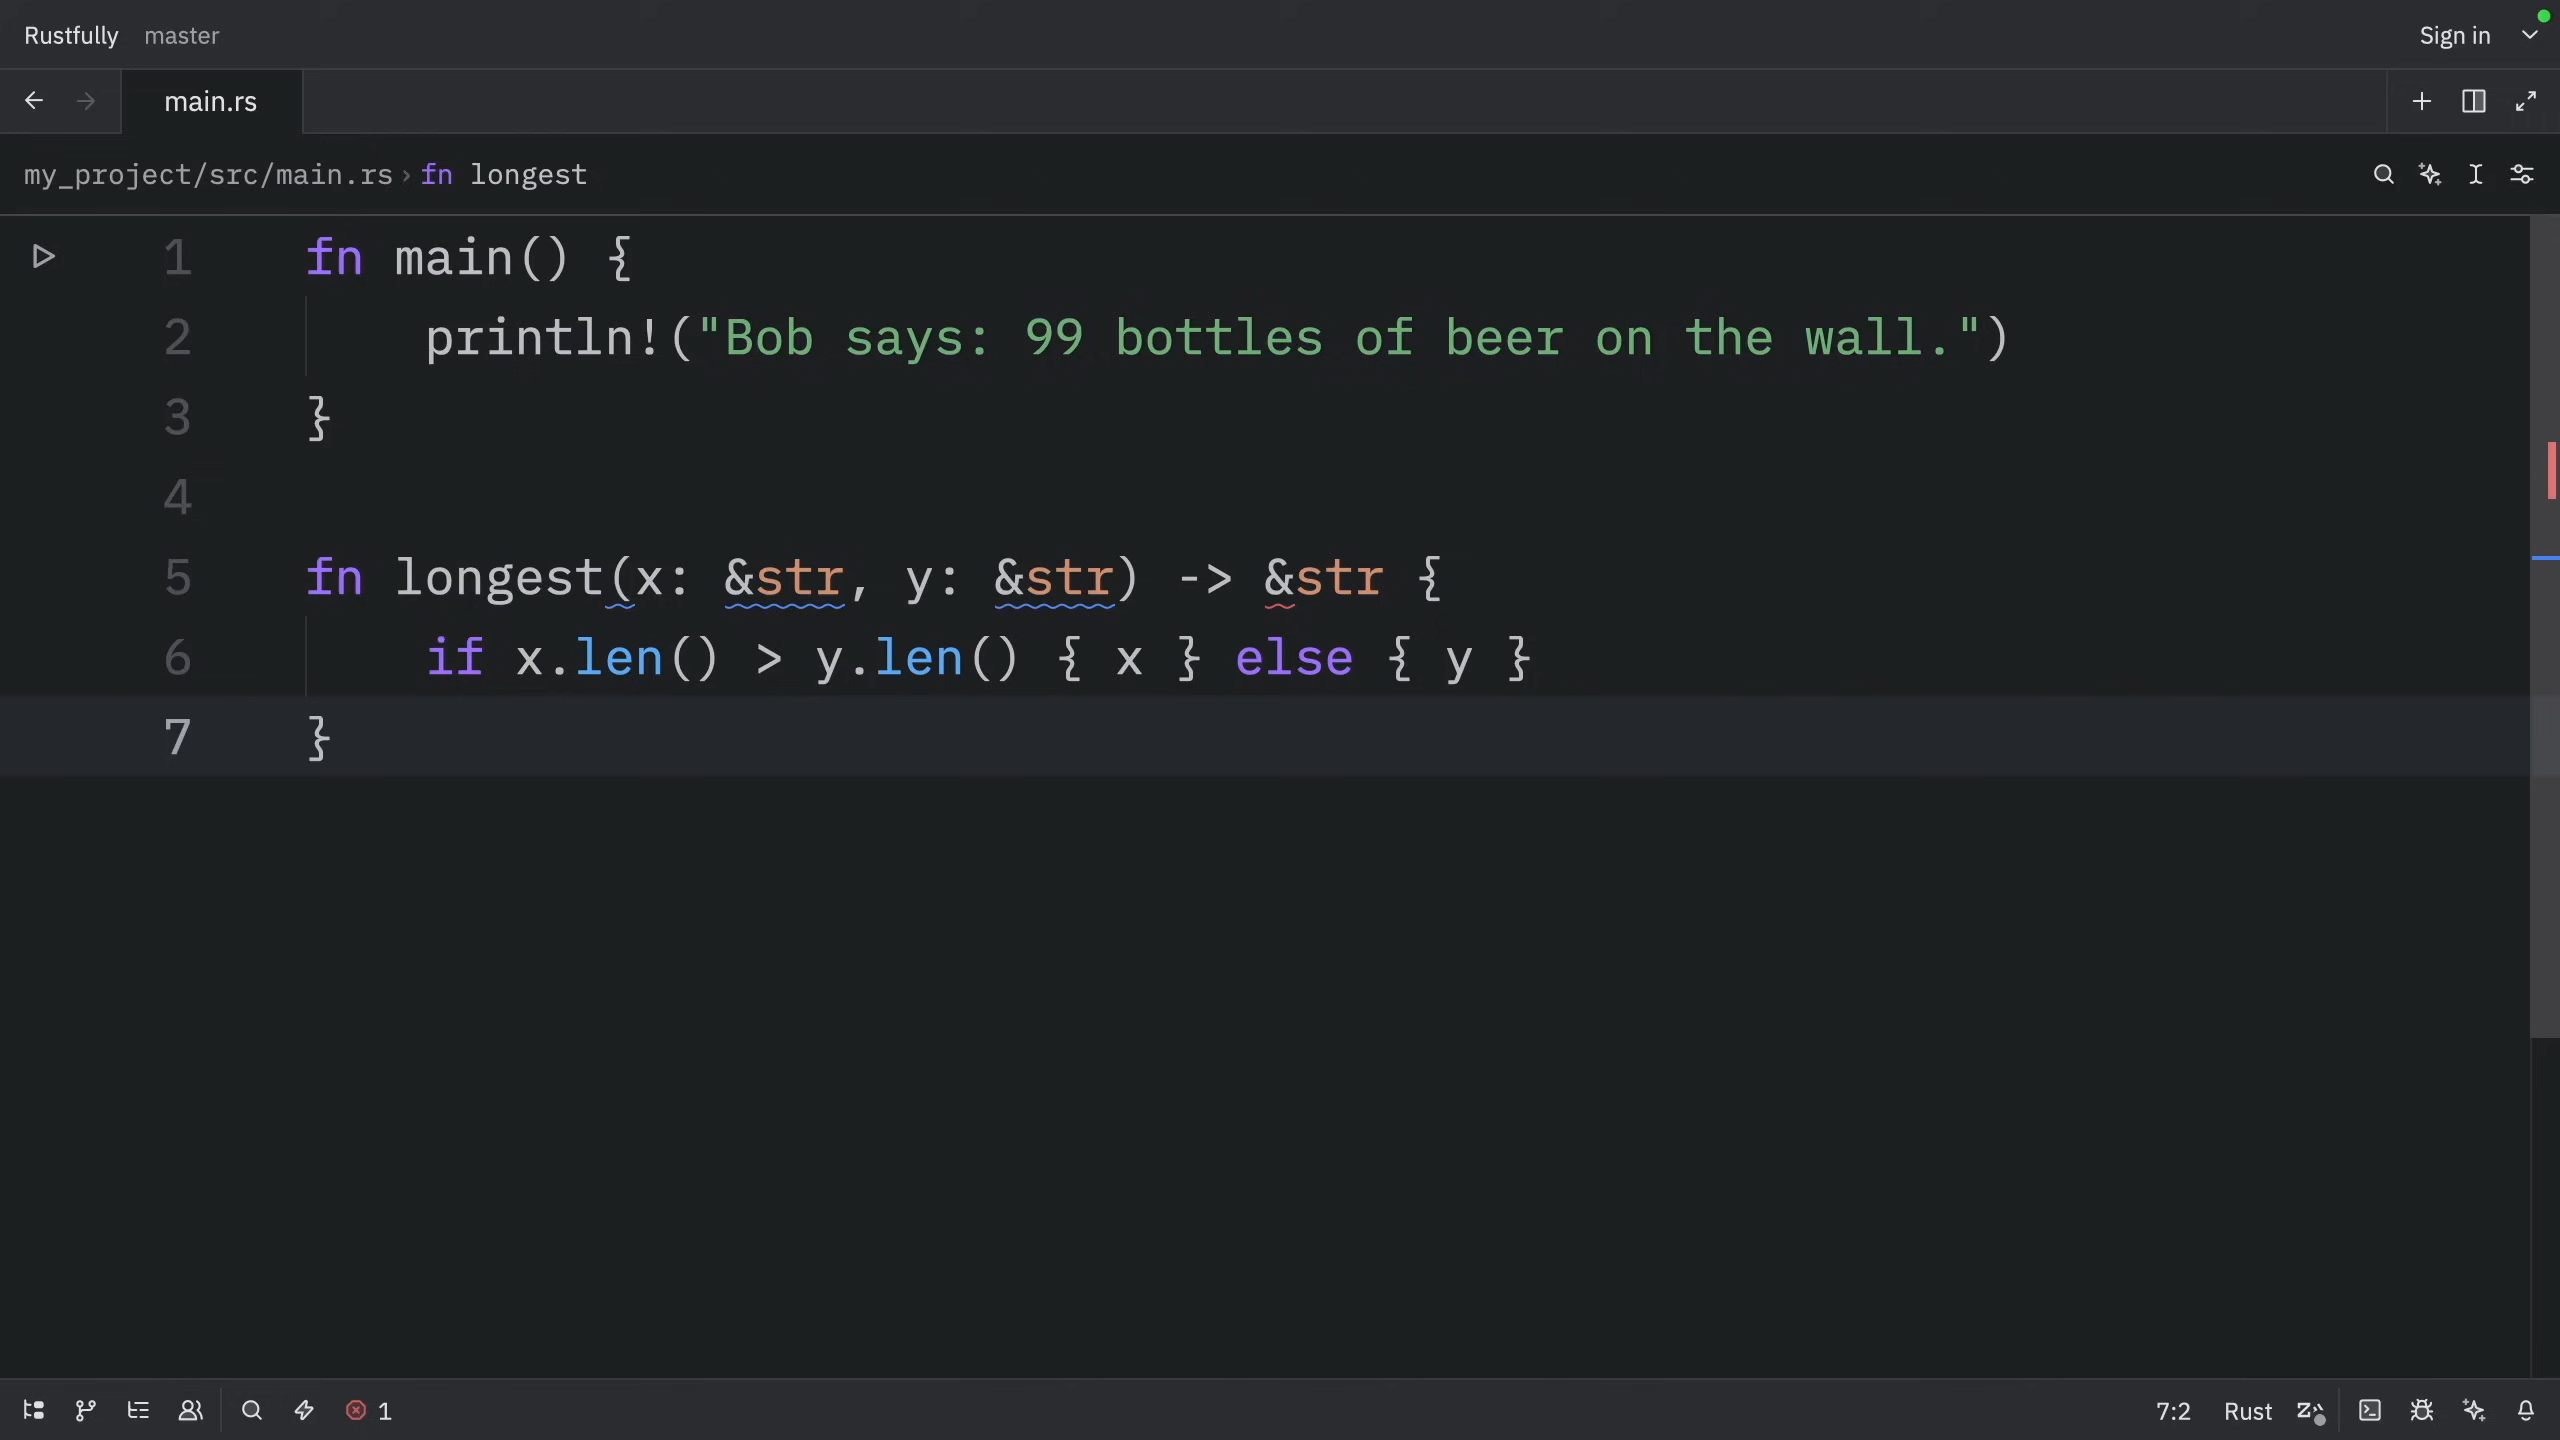 Rustfully master Sign in
main.rs
my_project/src/main.rs › fn longest
1 fn main() {
2     println!("Bob says: 99 bottles of beer on the wall.")
3 }
4
5 fn longest(x: &str, y: &str) -> &str {
6     if x.len() > y.len() { x } else { y }
7 }
1 7:2 Rust